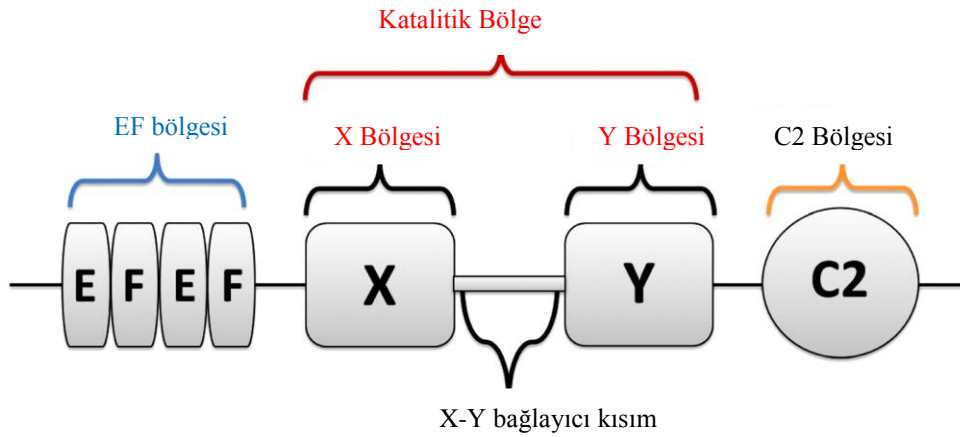 Katalitik Bölge
EF bölgesi
X Bölgesi
Y Bölgesi
C2 Bölgesi
E F E F
X
Y
C2
X-Y bağlayıcı kısım